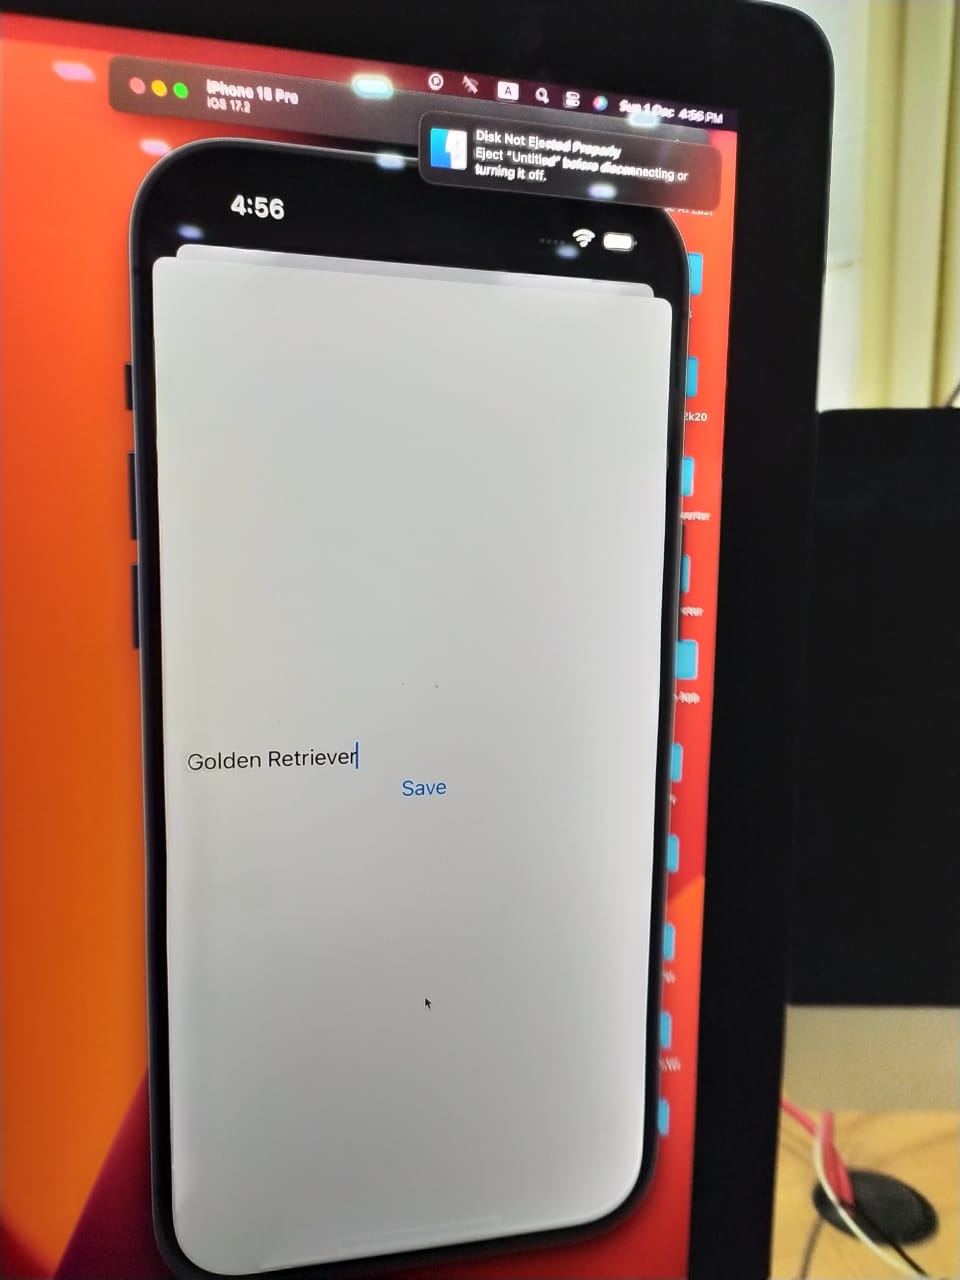 iPhone 15 Pro
iOS 17.2
A
Sun 1 Dec 4:56 PM
Disk Not Ejected Properly
Eject "Untitled" before disconnecting or
turning it off.
4:56
2k20
Golden Retriever
Save